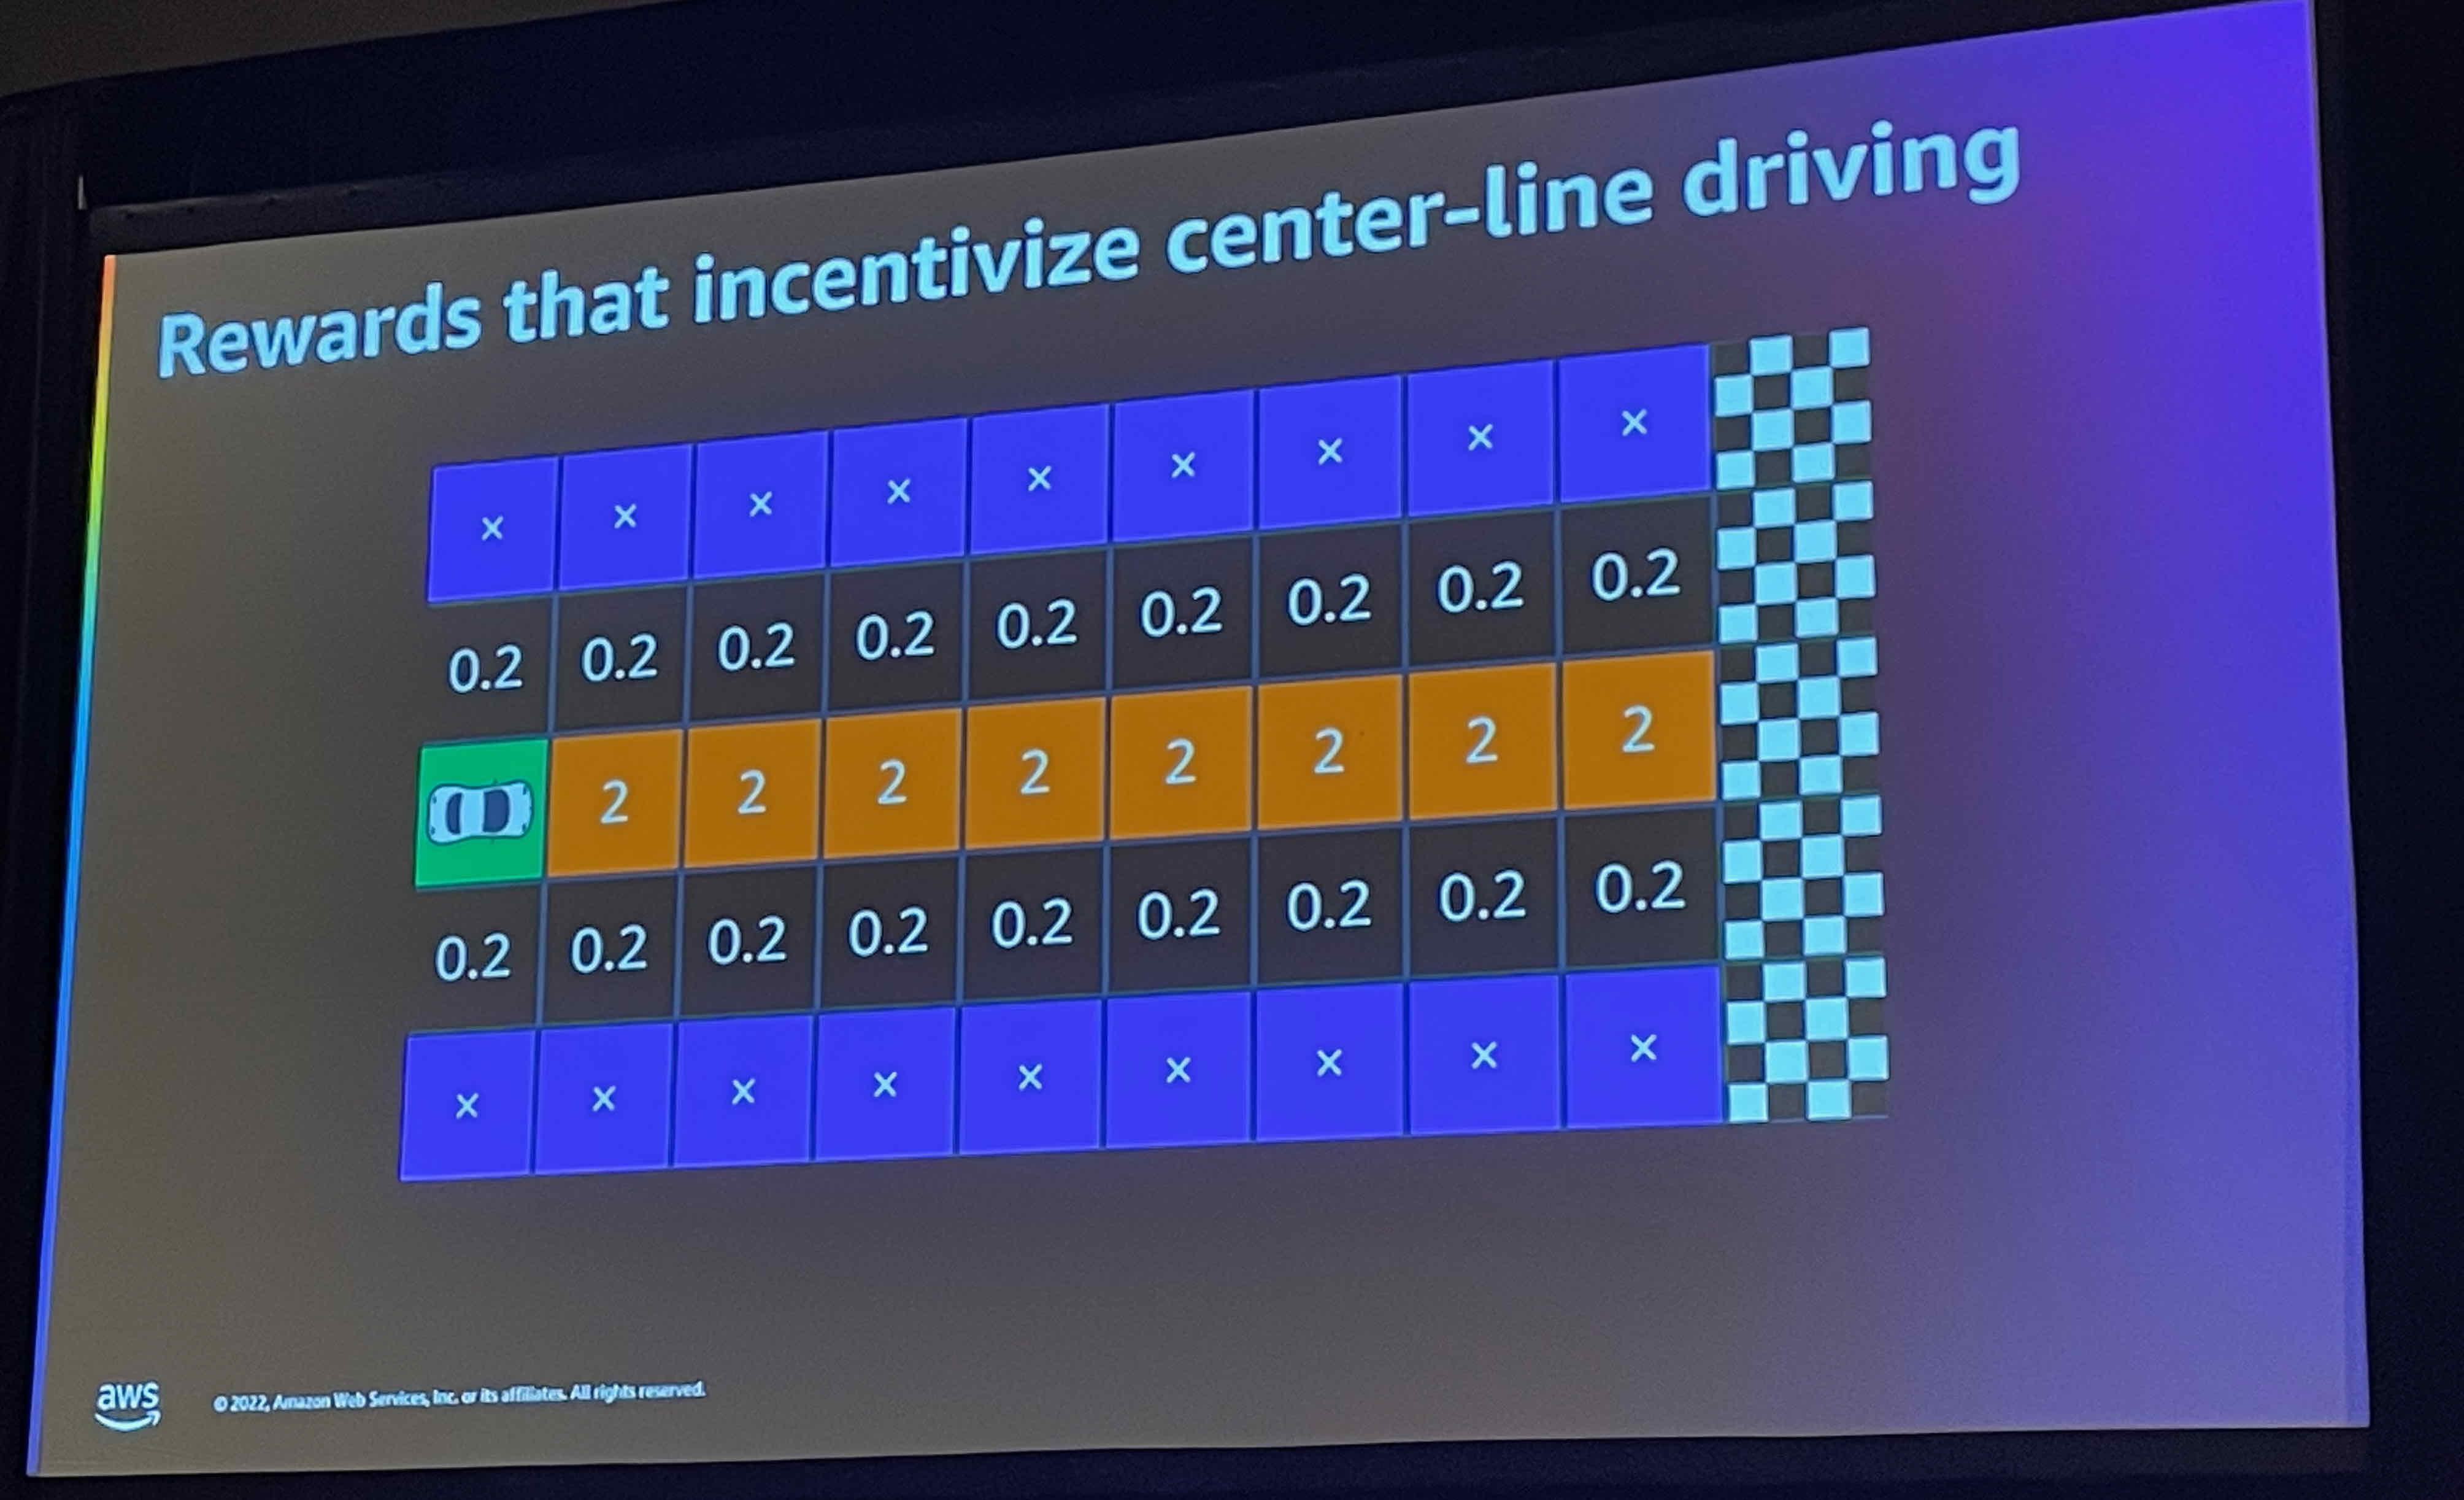 Rewards that incentivize center-line driving
× × × × × × × × ×
0.2 0.2 0.2 0.2 0.2 0.2 0.2 0.2 0.2
2 2 2 2 2 2 2 2
0.2 0.2 0.2 0.2 0.2 0.2 0.2 0.2 0.2
× × × × × × × × ×
aws
© 2022, Amazon Web Services, Inc. or its affiliates. All rights reserved.